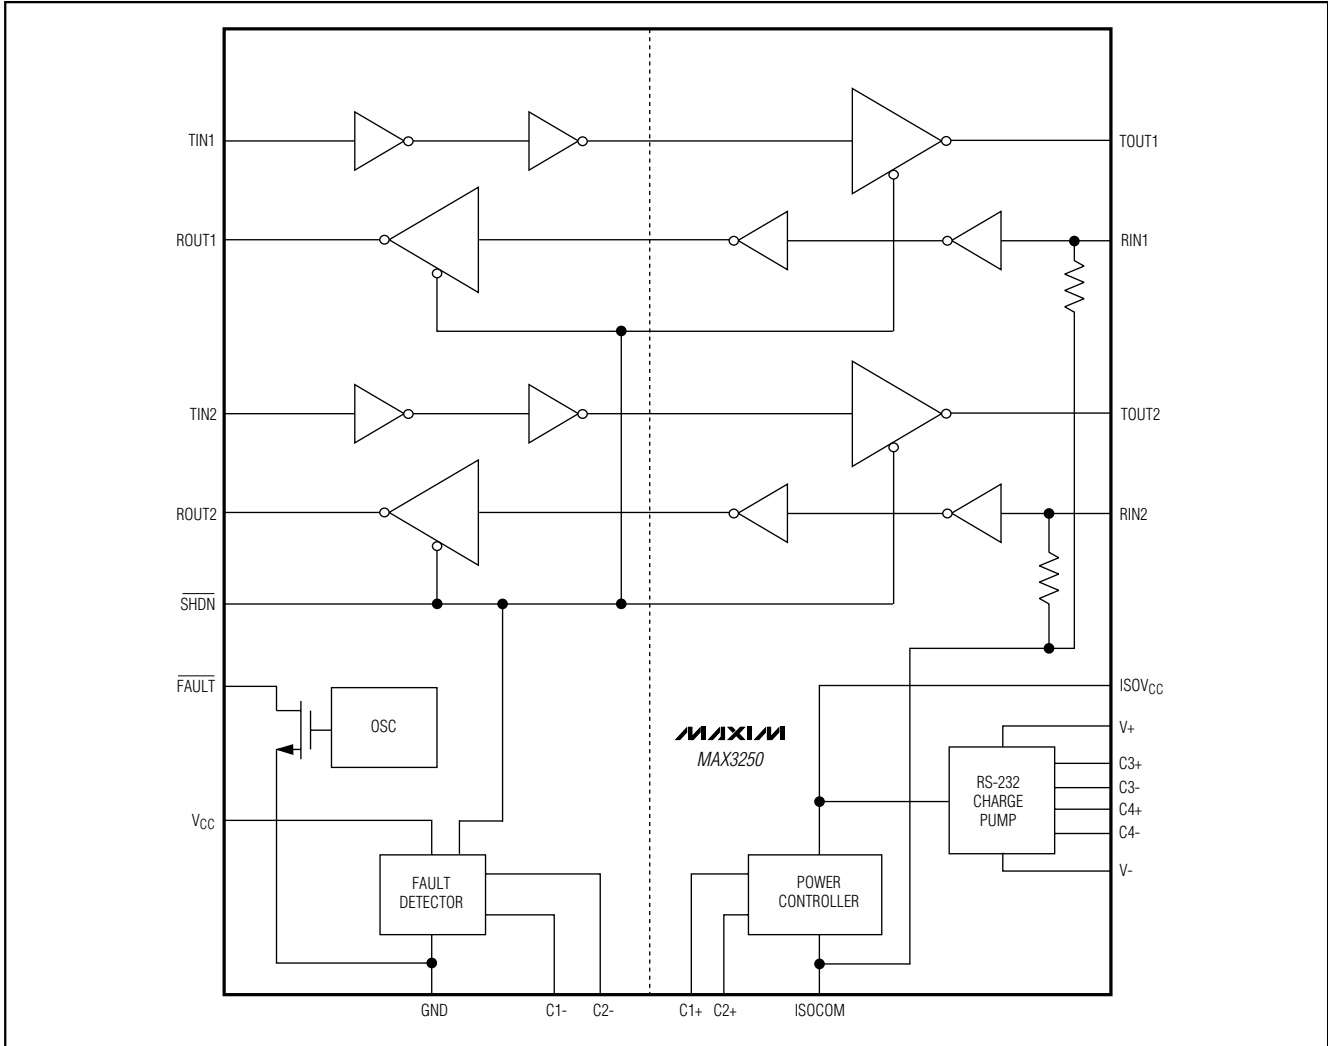 TIN1
TOUT1
ROUT1
RIN1
TIN2
TOUT2
ROUT2
RIN2
SHDN
FAULT
OSC
ISOVCC
MAXIM
MAX3250
V+
RS-232
CHARGE
PUMP
C3+
C3-
C4+
C4-
V-
VCC
FAULT
DETECTOR
POWER
CONTROLLER
GND
C1-
C2-
C1+
C2+
ISOCOM